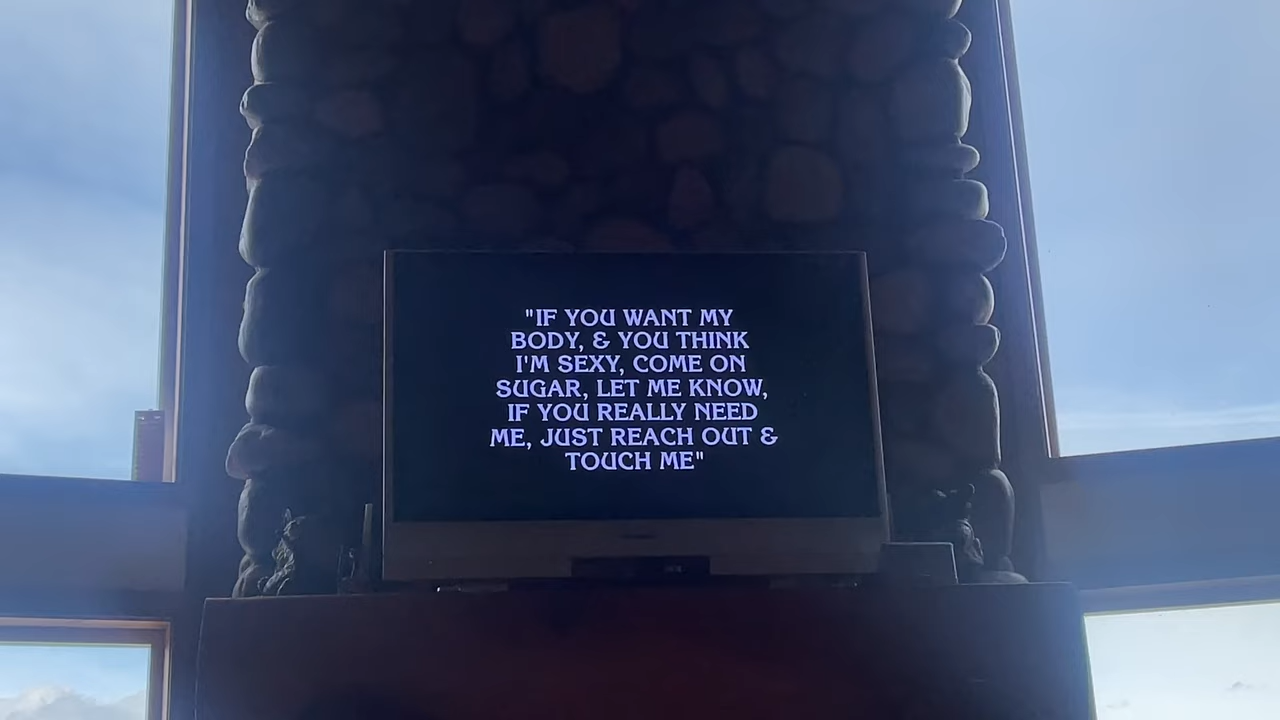 "IF YOU WANT MY
BODY, & YOU THINK
I'M SEXY, COME ON
SUGAR, LET ME KNOW,
IF YOU REALLY NEED
ME, JUST REACH OUT &
TOUCH ME"